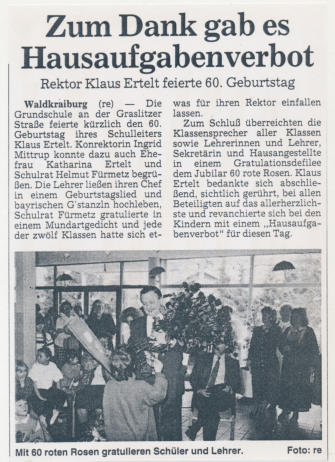 Zum Dank gab es
Hausaufgabenverbot
Rektor Klaus Ertelt feierte 60. Geburtstag
Waldkraiburg (re) — Die
Grundschule an der Graslitzer
Straße feierte kürzlich den 60.
Geburtstag ihres Schulleiters
Klaus Ertelt. Konrektorin Ingrid
Mittrup konnte dazu auch Ehe-
frau Katharina Ertelt und
Schulrat Helmut Fürmetz begrü-
ßen. Die Lehrer ließen ihren Chef
in einem Geburtstagslied und
bayrischen G'stanzln hochleben,
Schulrat Fürmetz gratulierte in
einem Mundartgedicht und jede
der zwölf Klassen hatte sich et-
was für ihren Rektor einfallen
lassen.
Zum Schluß überreichten die
Klassensprecher aller Klassen
sowie Lehrerinnen und Lehrer,
Sekretärin und Hausangestellte
in einem Gratulationsdefilee
dem Jubilar 60 rote Rosen. Klaus
Ertelt bedankte sich abschlie-
ßend, sichtlich gerührt, bei allen
Beteiligten auf das allerherzlich-
ste und revanchierte sich bei den
Kindern mit einem „Hausaufga-
benverbot" für diesen Tag.
Mit 60 roten Rosen gratulieren Schüler und Lehrer. Foto: re